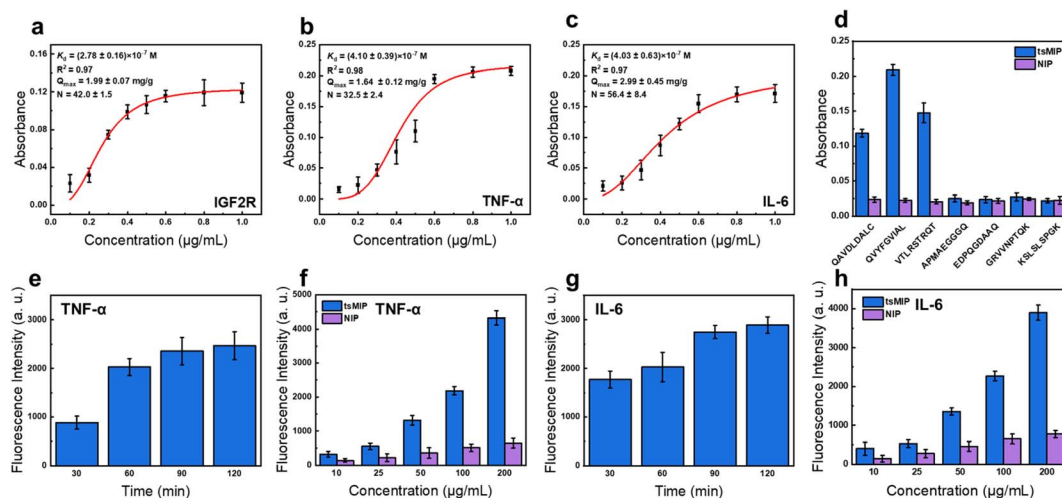 a
K_d = (2.78 ± 0.16)×10⁻⁷ M
R² = 0.97
Q_max = 1.99 ± 0.07 mg/g
N = 42.0 ± 1.5
0.16
0.12
0.08
0.04
0.00
Absorbance
0.0 0.2 0.4 0.6 0.8 1.0
IGF2R
Concentration (μg/mL)
b
K_d = (4.10 ± 0.39)×10⁻⁷ M
R² = 0.98
Q_max = 1.64 ± 0.12 mg/g
N = 32.5 ± 2.4
0.25
0.20
0.15
0.10
0.05
0.00
Absorbance
0.0 0.2 0.4 0.6 0.8 1.0
TNF-α
Concentration (μg/mL)
c
K_d = (4.03 ± 0.63)×10⁻⁷ M
R² = 0.97
Q_max = 2.99 ± 0.45 mg/g
N = 56.4 ± 8.4
0.25
0.20
0.15
0.10
0.05
0.00
Absorbance
0.0 0.2 0.4 0.6 0.8 1.0
IL-6
Concentration (μg/mL)
d
tsMIP
NIP
0.25
0.20
0.15
0.10
0.05
0.00
Absorbance
QAVDLDALC
QVYFGVIAL
VTLRSTRQT
APMAEGGGQ
EDPQGDAAQ
GRVVNPTQK
KSLSLSPGK
e
TNF-α
3000
2000
1000
0
Fluorescence Intensity (a. u.)
30 60 90 120
Time (min)
f
tsMIP
NIP
TNF-α
5000
4000
3000
2000
1000
0
Fluorescence Intensity (a. u.)
10 25 50 100 200
Concentration (μg/mL)
g
IL-6
3000
2000
1000
0
Fluorescence Intensity (a. u.)
30 60 90 120
Time (min)
h
tsMIP
NIP
IL-6
4000
3000
2000
1000
0
Fluorescence Intensity (a. u.)
10 25 50 100 200
Concentration (μg/mL)